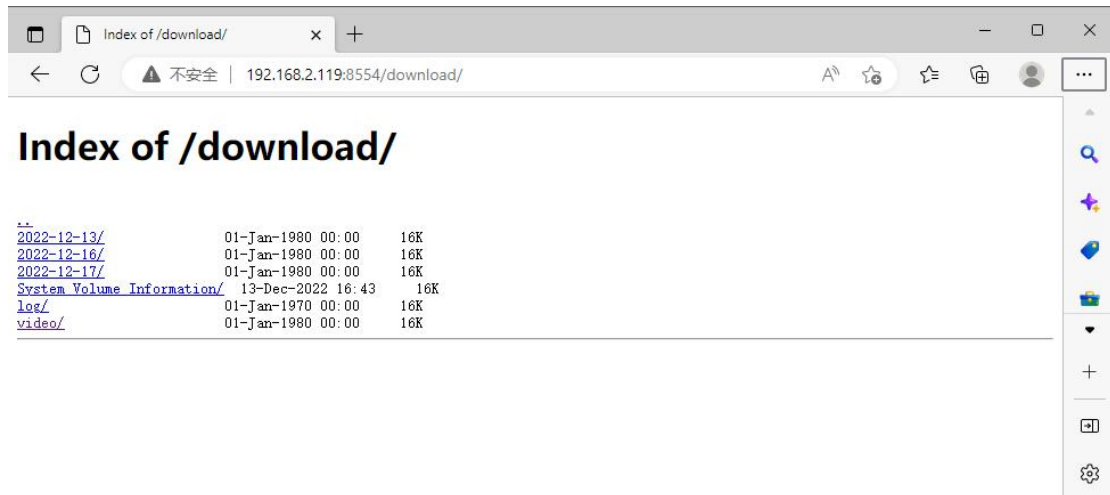 Index of /download/
不安全 | 192.168.2.119:8554/download/
Index of /download/
..
2022-12-13/ 01-Jan-1980 00:00 16K
2022-12-16/ 01-Jan-1980 00:00 16K
2022-12-17/ 01-Jan-1980 00:00 16K
System Volume Information/ 13-Dec-2022 16:43 16K
log/ 01-Jan-1970 00:00 16K
video/ 01-Jan-1980 00:00 16K